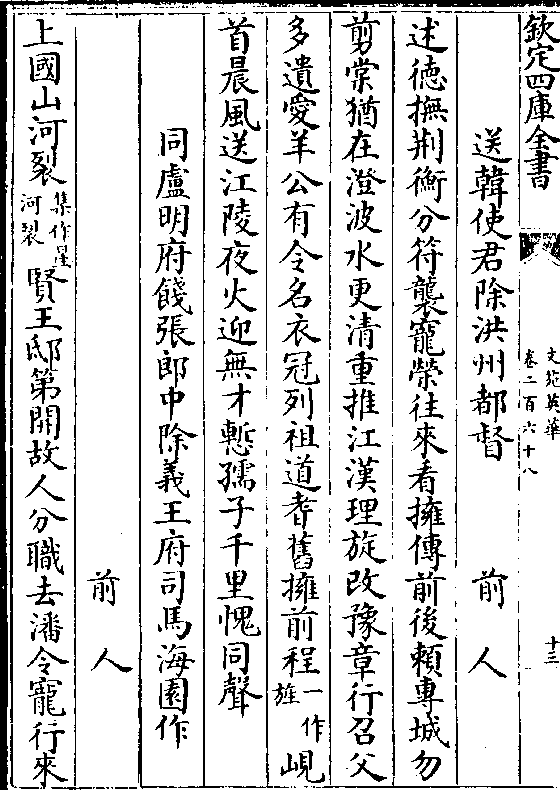 欽定四庫全書
文苑英華
卷二百六十八
十三
送韓使君除洪州都督
前人
述徳撫荆衡分符襲寵榮往來看擁傳前後頼專城勿
剪棠猶在澄波水更清重推江漢理旋改豫章行召父
多遺愛羊公有令名衣冠列祖道耆舊擁前程一作旌峴
首晨風送江陵夜火迎無才慙孺子千里愧同聲
同盧明府餞張郎中除義王府司馬海園作
前人
上國山河裂集作星河裂賢王邸第開故人分職去潘令寵行來